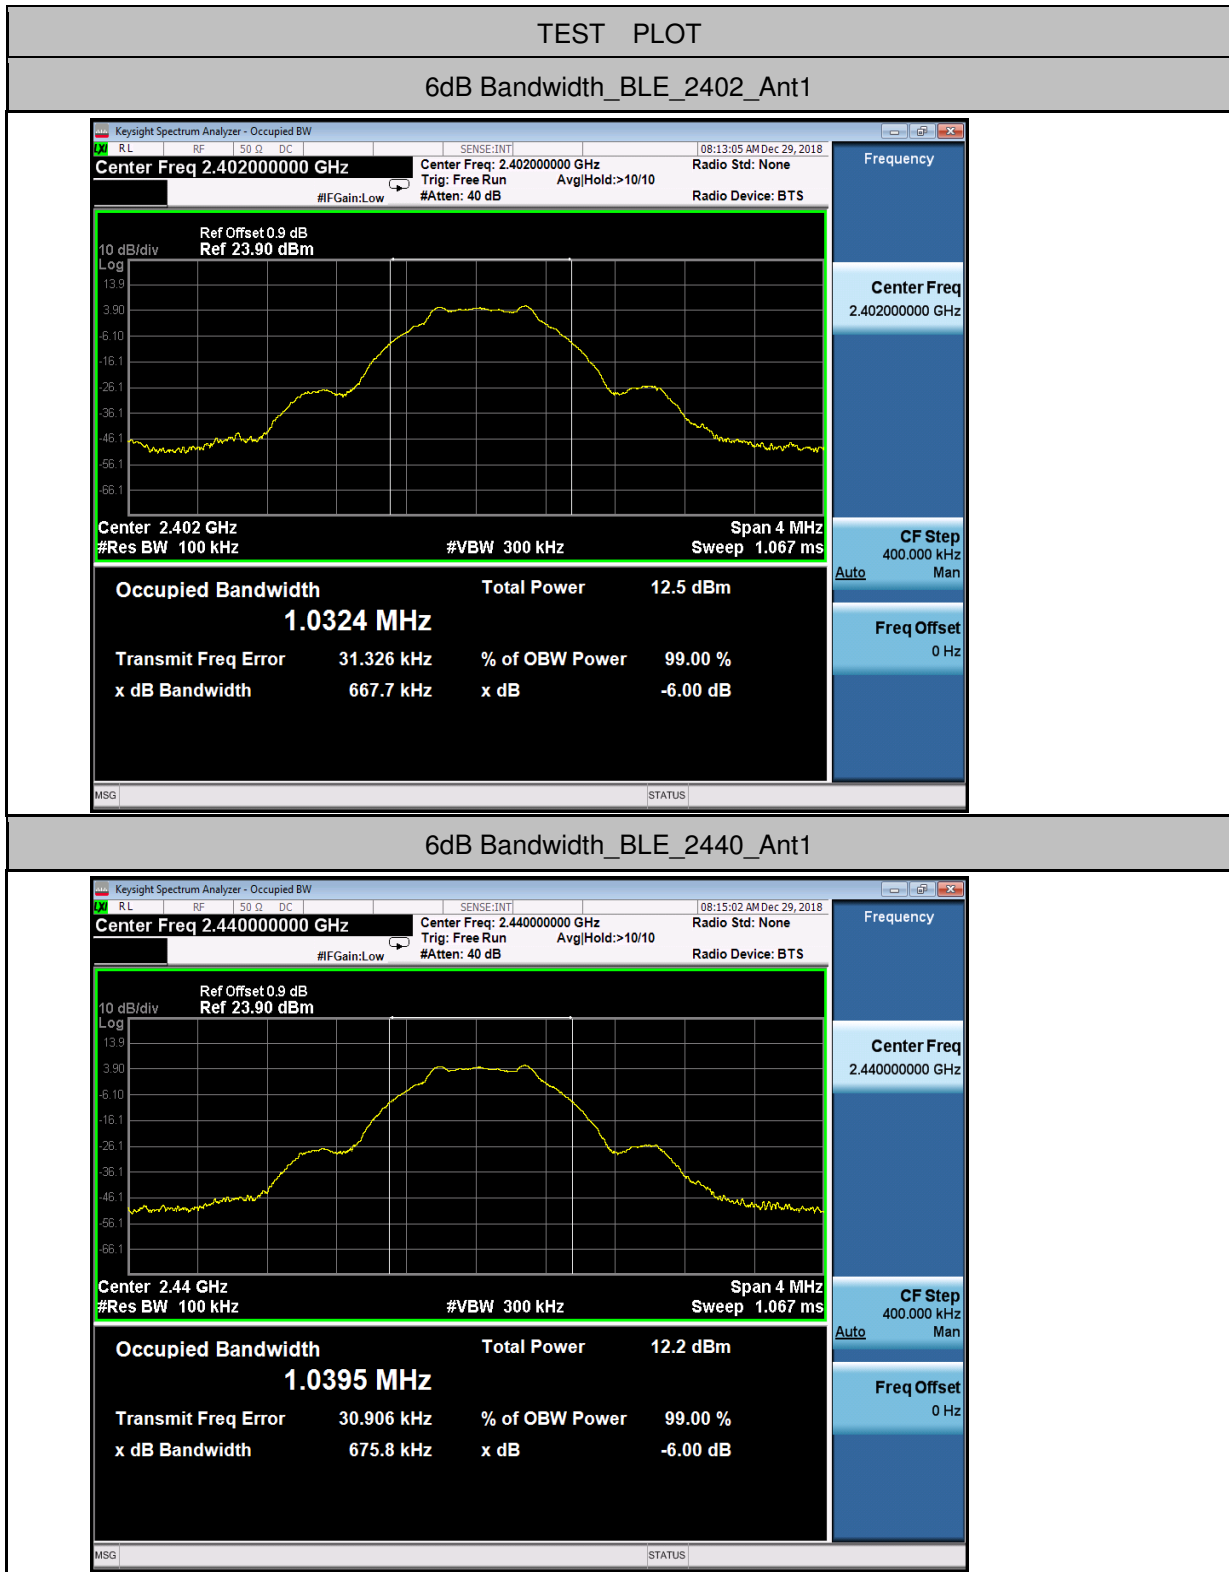 TEST PLOT
6dB Bandwidth_BLE_2402_Ant1
Keysight Spectrum Analyzer - Occupied BW
LXI RL RF 50 Ω DC SENSE:INT 08:13:05 AM Dec 29, 2018
Center Freq 2.402000000 GHz
Center Freq: 2.402000000 GHz
Radio Std: None
Trig: Free Run Avg|Hold:>10/10
#IFGain:Low
#Atten: 40 dB
Radio Device: BTS
Frequency
Ref Offset 0.9 dB
10 dB/div Ref 23.90 dBm
Log
13.9
3.90
-6.10
-16.1
-26.1
-36.1
-46.1
-56.1
-66.1
Center 2.402 GHz Span 4 MHz
#Res BW 100 kHz #VBW 300 kHz Sweep 1.067 ms
Center Freq
2.402000000 GHz
CF Step
400.000 kHz
Auto Man
Freq Offset
0 Hz
Occupied Bandwidth Total Power 12.5 dBm
1.0324 MHz
Transmit Freq Error 31.326 kHz % of OBW Power 99.00 %
x dB Bandwidth 667.7 kHz x dB -6.00 dB
MSG STATUS
6dB Bandwidth_BLE_2440_Ant1
Keysight Spectrum Analyzer - Occupied BW
LXI RL RF 50 Ω DC SENSE:INT 08:15:02 AM Dec 29, 2018
Center Freq 2.440000000 GHz
Center Freq: 2.440000000 GHz
Radio Std: None
Trig: Free Run Avg|Hold:>10/10
#IFGain:Low
#Atten: 40 dB
Radio Device: BTS
Frequency
Ref Offset 0.9 dB
10 dB/div Ref 23.90 dBm
Log
13.9
3.90
-6.10
-16.1
-26.1
-36.1
-46.1
-56.1
-66.1
Center 2.44 GHz Span 4 MHz
#Res BW 100 kHz #VBW 300 kHz Sweep 1.067 ms
Center Freq
2.440000000 GHz
CF Step
400.000 kHz
Auto Man
Freq Offset
0 Hz
Occupied Bandwidth Total Power 12.2 dBm
1.0395 MHz
Transmit Freq Error 30.906 kHz % of OBW Power 99.00 %
x dB Bandwidth 675.8 kHz x dB -6.00 dB
MSG STATUS